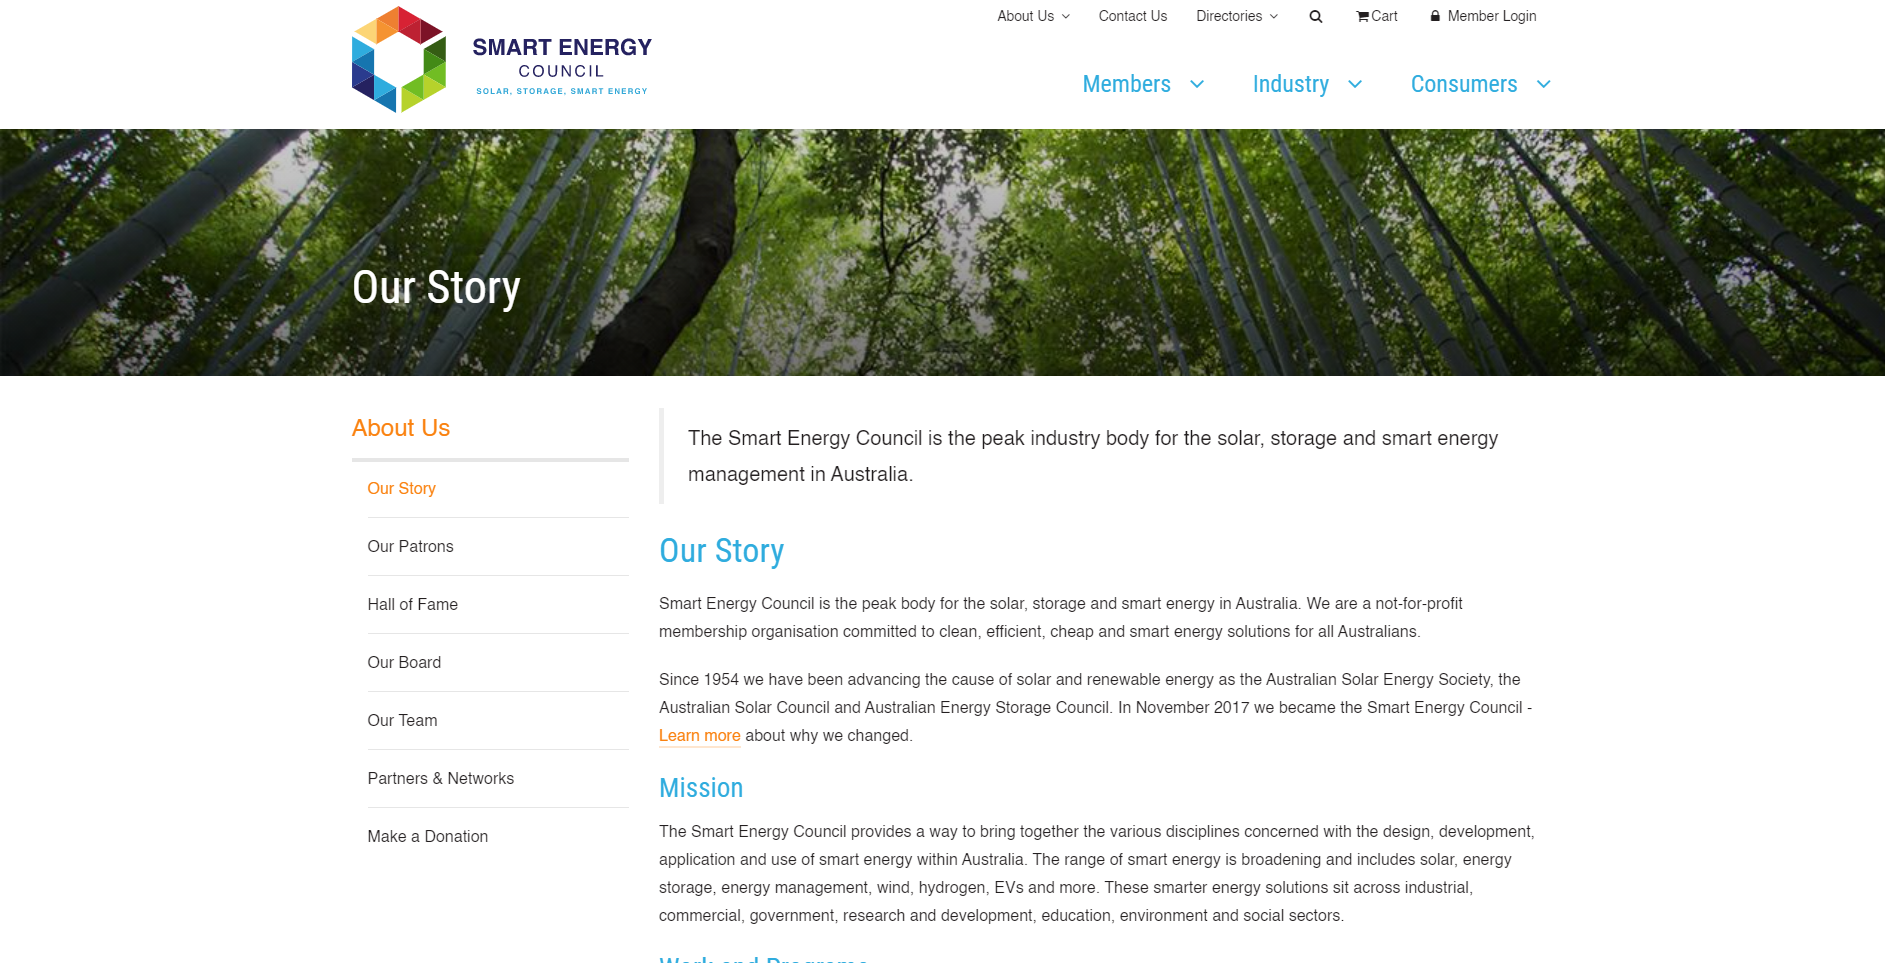 About Us
Contact Us
Directories
Cart
Member Login
SMART ENERGY
COUNCIL
SOLAR, STORAGE, SMART ENERGY
Members
Industry
Consumers
Our Story
About Us
Our Story
Our Patrons
Hall of Fame
Our Board
Our Team
Partners & Networks
Make a Donation
The Smart Energy Council is the peak industry body for the solar, storage and smart energy
management in Australia.
Our Story
Smart Energy Council is the peak body for the solar, storage and smart energy in Australia. We are a not-for-profit
membership organisation committed to clean, efficient, cheap and smart energy solutions for all Australians.
Since 1954 we have been advancing the cause of solar and renewable energy as the Australian Solar Energy Society, the
Australian Solar Council and Australian Energy Storage Council. In November 2017 we became the Smart Energy Council -
Learn more about why we changed.
Mission
The Smart Energy Council provides a way to bring together the various disciplines concerned with the design, development,
application and use of smart energy within Australia. The range of smart energy is broadening and includes solar, energy
storage, energy management, wind, hydrogen, EVs and more. These smarter energy solutions sit across industrial,
commercial, government, research and development, education, environment and social sectors.
Work and Programs